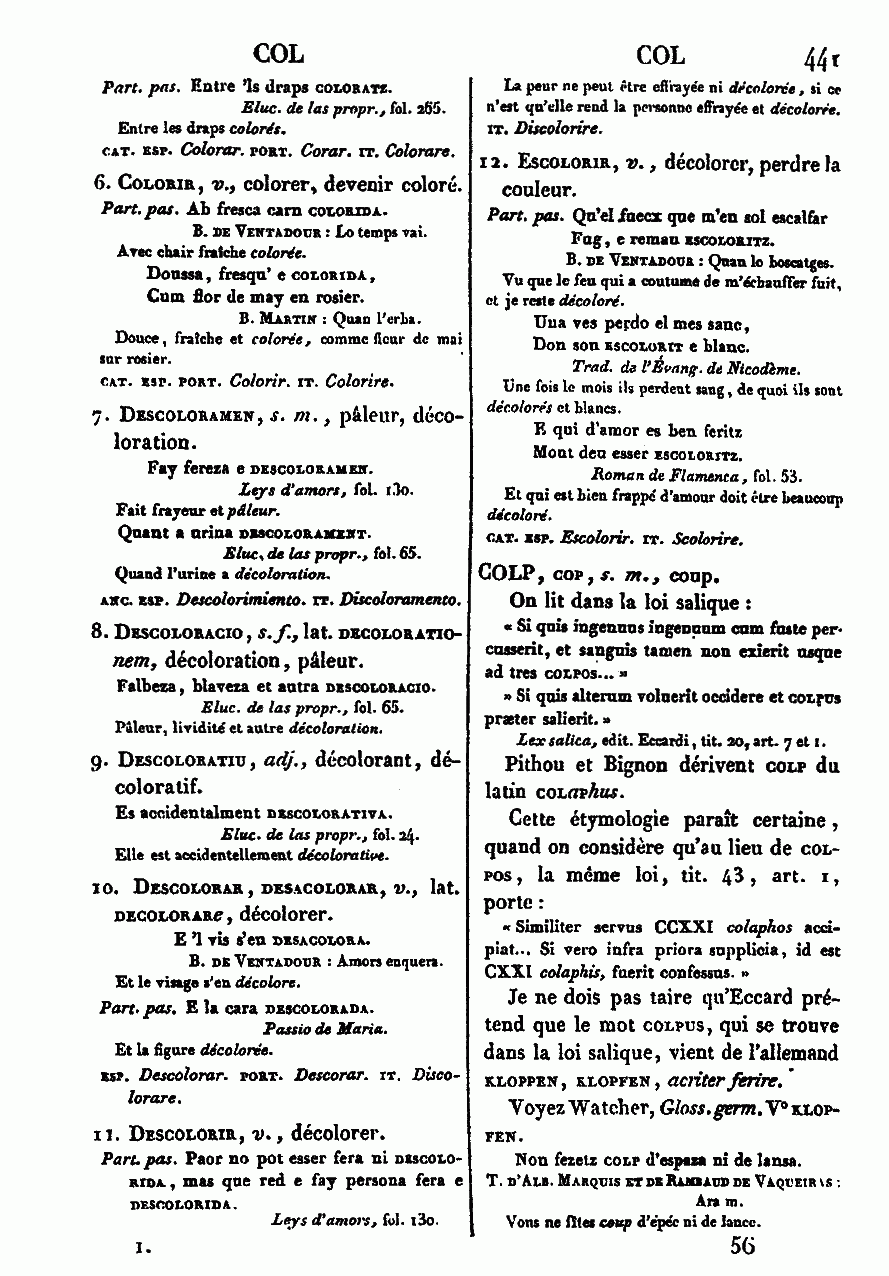 COL
COL 441
Part. pas. Entre 'ls draps COLORATZ.
Eluc. de las propr., fol. 265.
Entre les draps colorés.
CAT. ESP. Colorar. PORT. Corar. IT. Colorare.
6. COLORIR, v., colorer, devenir coloré.
Part. pas. Ab fresca carn COLORIDA.
B. DE VENTADOUR : Lo temps vai.
Avec chair fraîche colorée.
Doussa, fresqu' e COLORIDA,
Cum flor de may en rosier.
B. MARTIN : Quan l'erba.
Douce, fraîche et colorée, comme fleur de mai
sur rosier.
CAT. ESP. PORT. Colorir. IT. Colorire.
7. DESCOLORAMEN, s. m., pâleur, déco-
loration.
Fay fereza e DESCOLORAMEN.
Leys d'amors, fol. 130.
Fait frayeur et pâleur.
Quant a urina DESCOLORAMENT.
Eluc. de las propr., fol. 65.
Quand l'urine a décoloration.
ANC. ESP. Descolorimiento. IT. Discoloramento.
8. DESCOLORACIO, s. f., lat. DECOLORATIO-
nem, décoloration, pâleur.
Falbeza, blaveza et autra DESCOLORACIO.
Eluc. de las propr., fol. 65.
Pâleur, lividité et autre décoloration.
9. DESCOLORATIU, adj., décolorant, dé-
coloratif.
Es accidentalment DESCOLORATIVA.
Eluc. de las propr., fol. 24.
Elle est accidentellement décolorative.
10. DESCOLORAR, DESACOLORAR, v., lat.
DECOLORARe, décolorer.
E 'l vis s'en DESACOLORA.
B. DE VENTADOUR : Amors enquera.
Et le visage s'en décolore.
Part. pas. E la cara DESCOLORADA.
Passio de Maria.
Et la figure décolorée.
ESP. Descolorar. PORT. Descorar. IT. Disco-
lorare.
11. DESCOLORIR, v., décolorer.
Part. pas. Paor no pot esser fera ni DESCOLO-
RIDA, mas que red e fay persona fera e
DESCOLORIDA.
Leys d'amors, fol. 130.
I.
La peur ne peut être effrayée ni décolorée, si ce
n'est qu'elle rend la personne effrayée et décolorée.
IT. Discolorire.
12. ESCOLORIR, v., décolorer, perdre la
couleur.
Part. pas. Qu'el fuecx que m'en sol escalfar
Fug, e reman ESCOLORITZ.
B. DE VENTADOUR : Quan lo boscatges.
Vu que le feu qui a coutume de m'échauffer fuit,
et je reste décoloré.
Una ves perdo el mes sanc,
Don son ESCOLORIT e blanc.
Trad. de l'Évang. de Nicodème.
Une fois le mois ils perdent sang, de quoi ils sont
décolorés et blancs.
E qui d'amor es ben feritz
Mout deu esser ESCOLORITZ.
Roman de Flamenca, fol. 53.
Et qui est bien frappé d'amour doit être beaucoup
décoloré.
CAT. ESP. Escolorir. IT. Scolorire.
COLP, COP, s. m., coup.
On lit dans la loi salique :
« Si quis ingenuus ingenuum cum fuste per-
cusserit, et sanguis tamen non exierit usque
ad tres COLPOS... »
» Si quis alterum voluerit occidere et COLPUS
præter salierit. »
Lex salica, edit. Eccardi, tit. 20, art. 7 et 1.
Pithou et Bignon dérivent COLP du
latin COLaPhus.
Cette étymologie paraît certaine,
quand on considère qu'au lieu de COL-
POS, la même loi, tit. 43, art. 1,
porte :
« Similiter servus CCXXI colaphos acci-
piat... Si vero infra priora supplicia, id est
CXXI colaphis, fuerit confessus. »
Je ne dois pas taire qu'Eccard pré-
tend que le mot COLPUS, qui se trouve
dans la loi salique, vient de l'allemand
KLOPPEN, KLOPFEN, acriter ferire.
Voyez Watcher, Gloss. germ. V° KLOP-
FEN.
Non fezetz COLP d'espaza ni de lansa.
T. D'ALB. MARQUIS ET DE RAMBAUD DE VAQUEIRAS :
Ara m.
Vous ne fîtes coup d'épée ni de lance.
56